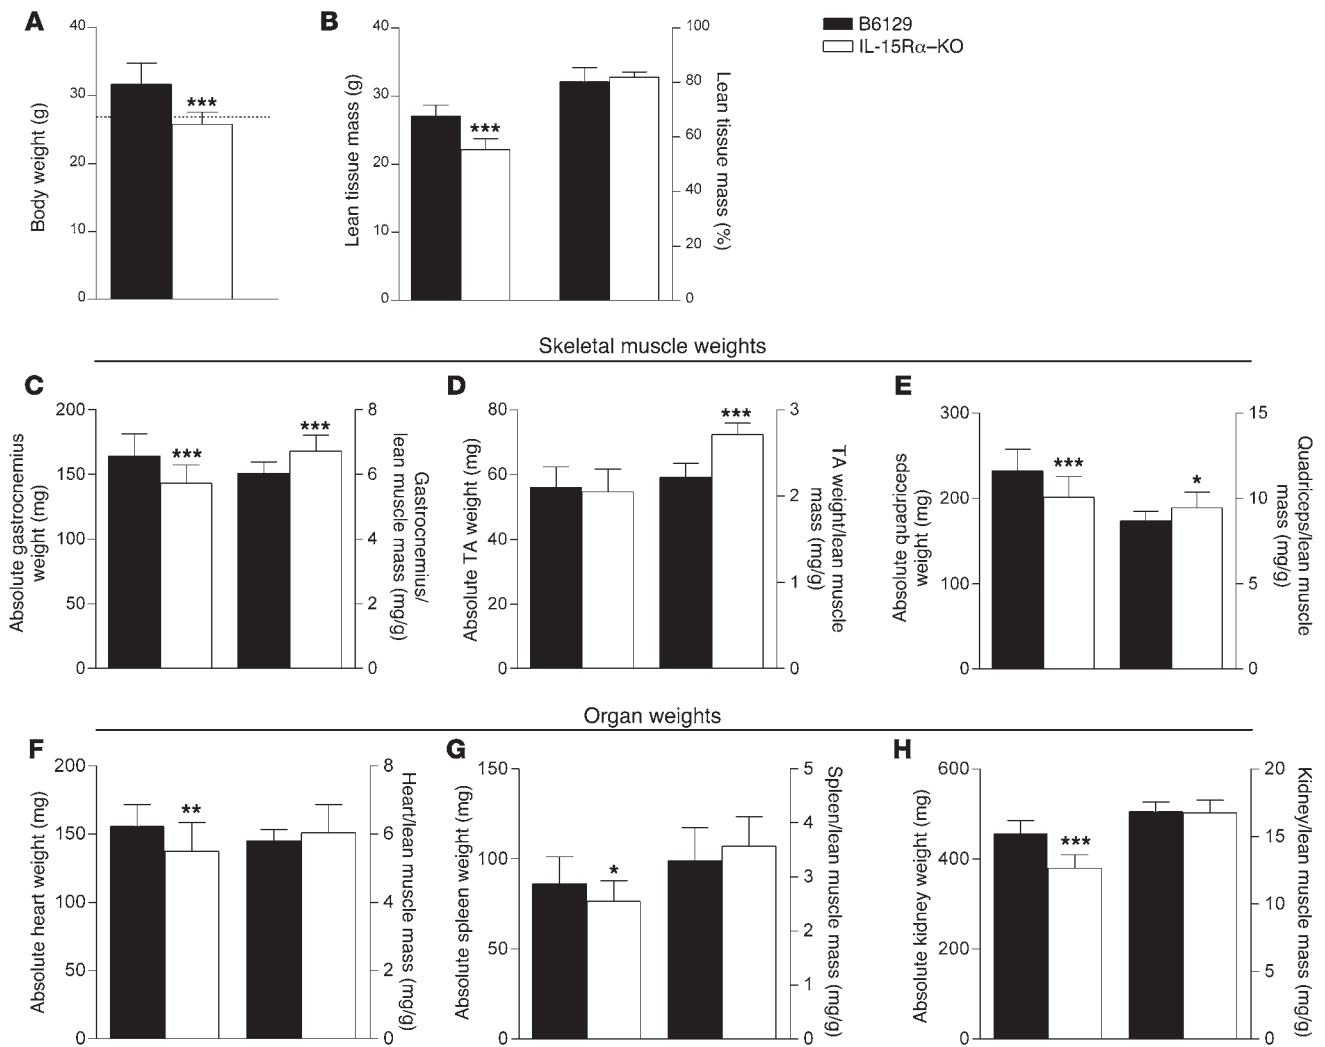 A
40
30
20
10
0
Body weight (g)
***
B
40
30
20
10
0
Lean tissue mass (g)
***
100
80
60
40
20
0
Lean tissue mass (%)
B6129
IL-15Rα–KO
Skeletal muscle weights
C
200
150
100
50
0
Absolute gastrocnemius
weight (mg)
***
***
8
6
4
2
0
Gastrocnemius/
lean muscle mass (mg/g)
D
80
60
40
20
0
Absolute TA weight (mg)
***
3
2
1
0
TA weight/lean muscle
mass (mg/g)
E
300
200
100
0
Absolute quadriceps
weight (mg)
***
*
15
10
5
0
Quadriceps/lean muscle
mass (mg/g)
Organ weights
F
200
150
100
50
0
Absolute heart weight (mg)
**
8
6
4
2
0
Heart/lean muscle mass (mg/g)
G
150
100
50
0
Absolute spleen weight (mg)
*
5
4
3
2
1
0
Spleen/lean muscle mass (mg/g)
H
600
400
200
0
Absolute kidney weight (mg)
***
20
15
10
5
0
Kidney/lean muscle mass (mg/g)